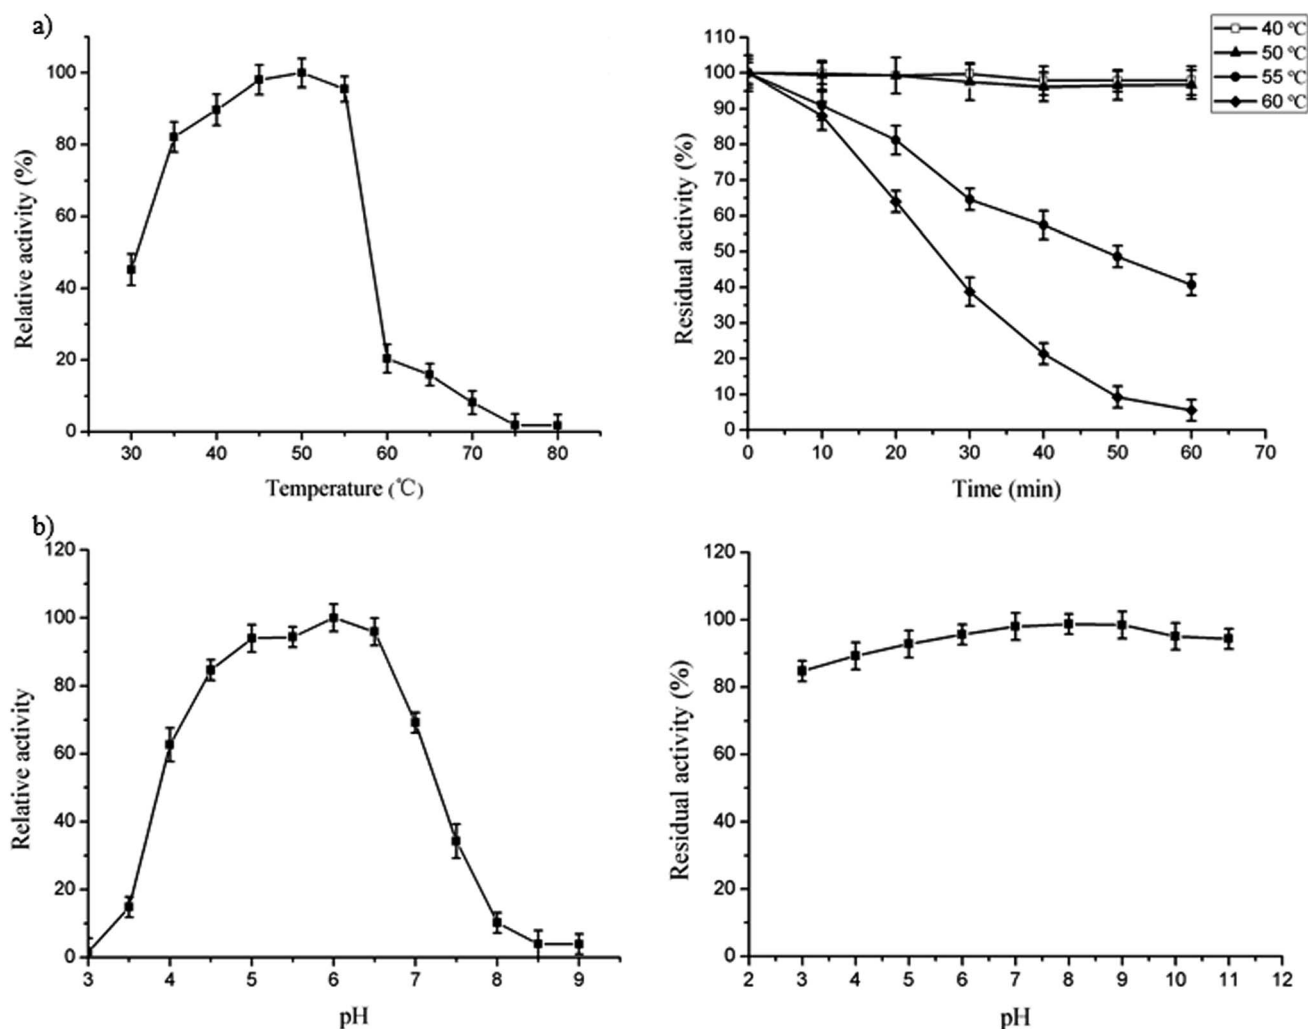 a)
120
100
80
60
40
20
0
30 40 50 60 70 80
Relative activity (%)
Temperature (℃)
40 ℃
50 ℃
55 ℃
60 ℃
110
100
90
80
70
60
50
40
30
20
10
0
0 10 20 30 40 50 60 70
Residual activity (%)
Time (min)
b)
120
100
80
60
40
20
0
3 4 5 6 7 8 9
Relative activity
pH
120
100
80
60
40
20
0
2 3 4 5 6 7 8 9 10 11 12
Residual activity (%)
pH